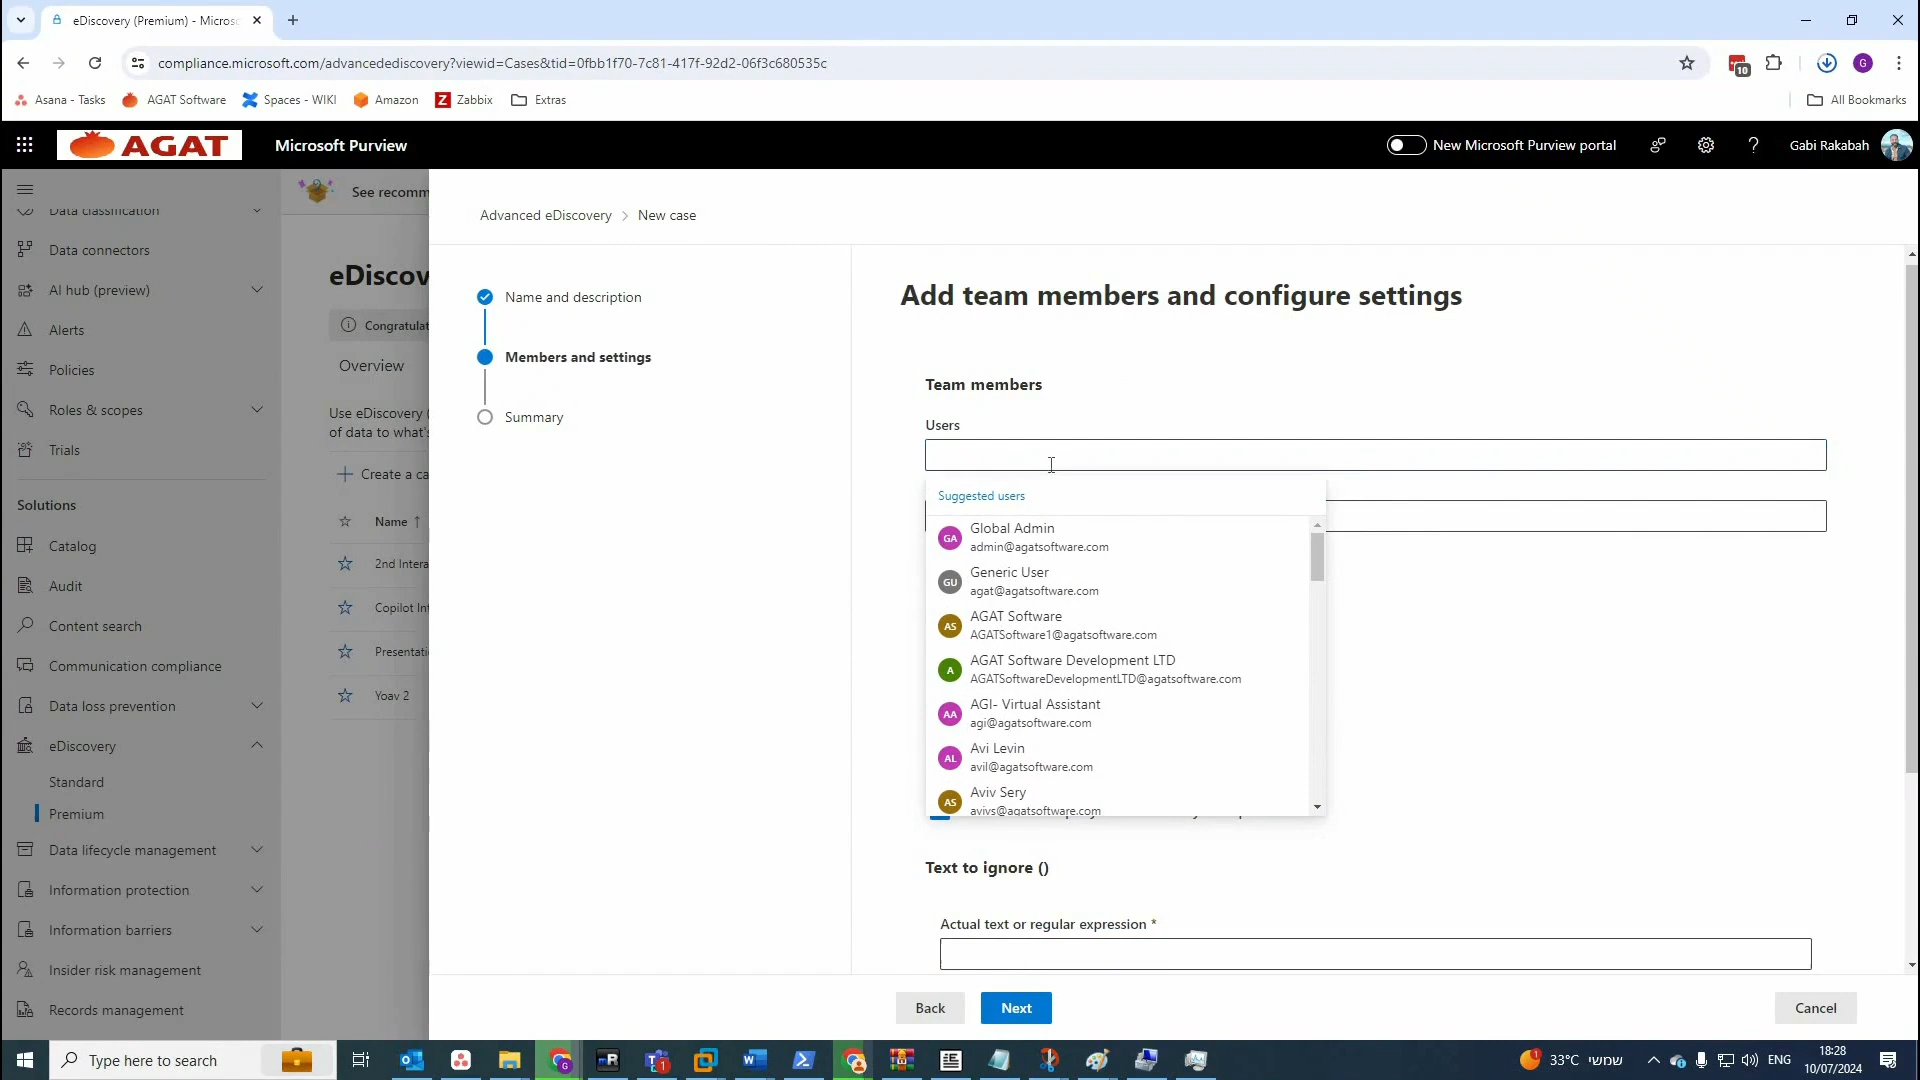 eDiscovery (Premium) - Microso
compliance.microsoft.com/advancedediscovery?viewid=Cases&tid=0fbb1f70-7c81-417f-92d2-06f3c680535c
10
G
Asana - Tasks
AGAT Software
Spaces - WIKI
Amazon
Z Zabbix
Extras
All Bookmarks
AGAT
Microsoft Purview
New Microsoft Purview portal
?
Gabi Rakabah
Data classification
Data connectors
AI hub (preview)
Alerts
Policies
Roles & scopes
Trials
Solutions
Catalog
Audit
Content search
Communication compliance
Data loss prevention
eDiscovery
Standard
Premium
Data lifecycle management
Information protection
Information barriers
Insider risk management
Records management
See recomm
eDiscov
Congratulat
Overview
Use eDiscovery (
of data to what's
Create a ca
Name ↑
2nd Intera
Copilot Int
Presentati
Yoav 2
Advanced eDiscovery > New case
Name and description
Members and settings
Summary
Add team members and configure settings
Team members
Users
Suggested users
GA
Global Admin
admin@agatsoftware.com
GU
Generic User
agat@agatsoftware.com
AS
AGAT Software
AGATSoftware1@agatsoftware.com
A
AGAT Software Development LTD
AGATSoftwareDevelopmentLTD@agatsoftware.com
AA
AGI- Virtual Assistant
agi@agatsoftware.com
AL
Avi Levin
avil@agatsoftware.com
AS
Aviv Sery
avivs@agatsoftware.com
Text to ignore ()
Actual text or regular expression *
Back
Next
Cancel
Type here to search
33°C שמשי
ENG
18:28
10/07/2024